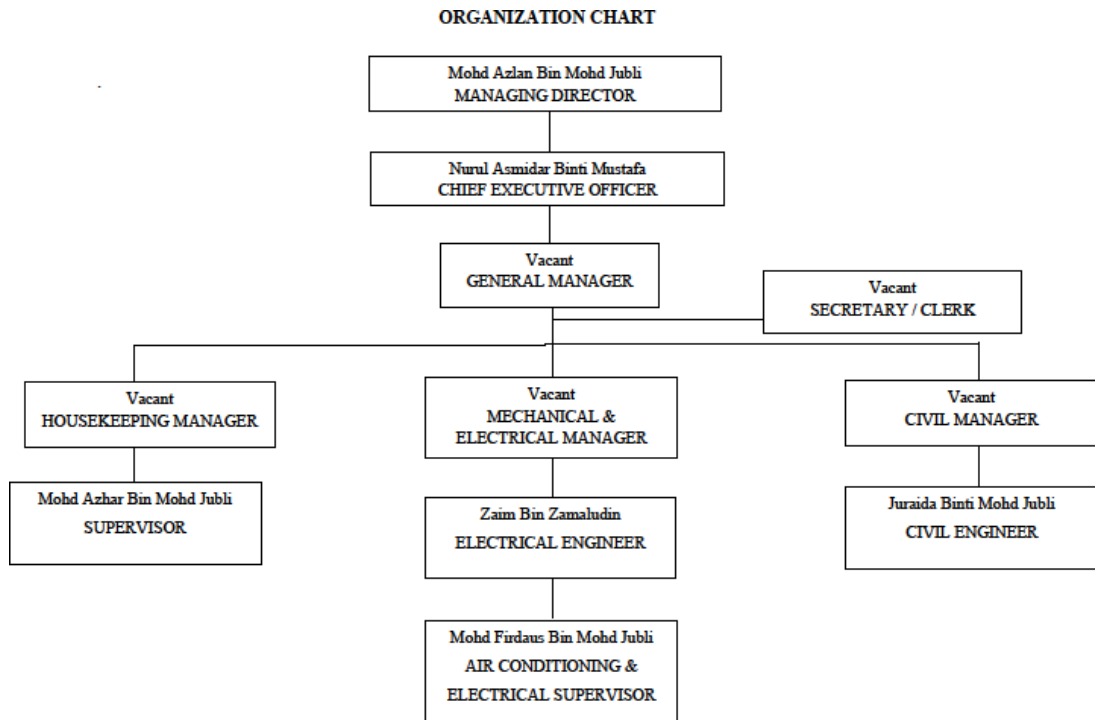 ORGANIZATION CHART
Mohd Azlan Bin Mohd Jubli
MANAGING DIRECTOR
Nurul Asmidar Binti Mustafa
CHIEF EXECUTIVE OFFICER
Vacant
GENERAL MANAGER
Vacant
SECRETARY / CLERK
Vacant
HOUSEKEEPING MANAGER
Vacant
MECHANICAL &
ELECTRICAL MANAGER
Vacant
CIVIL MANAGER
Mohd Azhar Bin Mohd Jubli
SUPERVISOR
Zaim Bin Zamaludin
ELECTRICAL ENGINEER
Juraida Binti Mohd Jubli
CIVIL ENGINEER
Mohd Firdaus Bin Mohd Jubli
AIR CONDITIONING &
ELECTRICAL SUPERVISOR